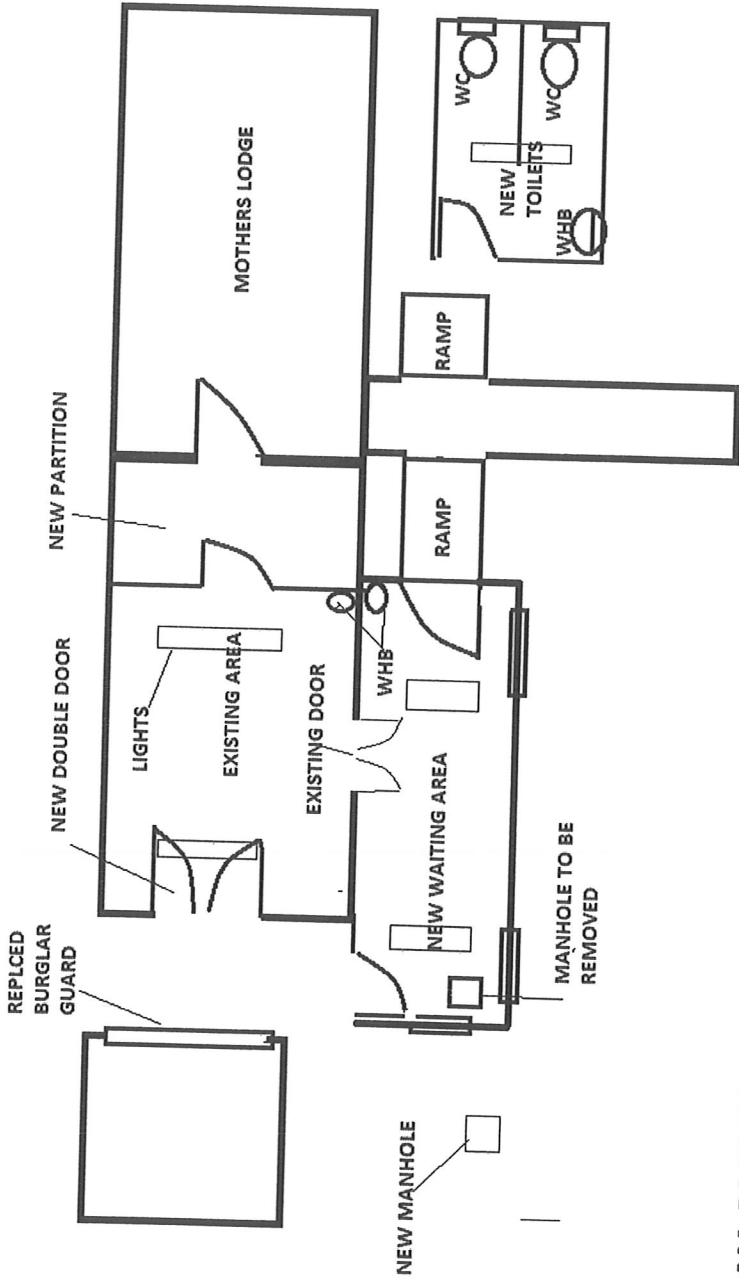 REPLCED
BURGLAR
GUARD
NEW DOUBLE DOOR
NEW PARTITION
LIGHTS
EXISTING AREA
MOTHERS LODGE
EXISTING DOOR
WHB
NEW WAITING AREA
RAMP
RAMP
WC
NEW
TOILETS
WC
WHB
MANHOLE TO BE
REMOVED
NEW MANHOLE